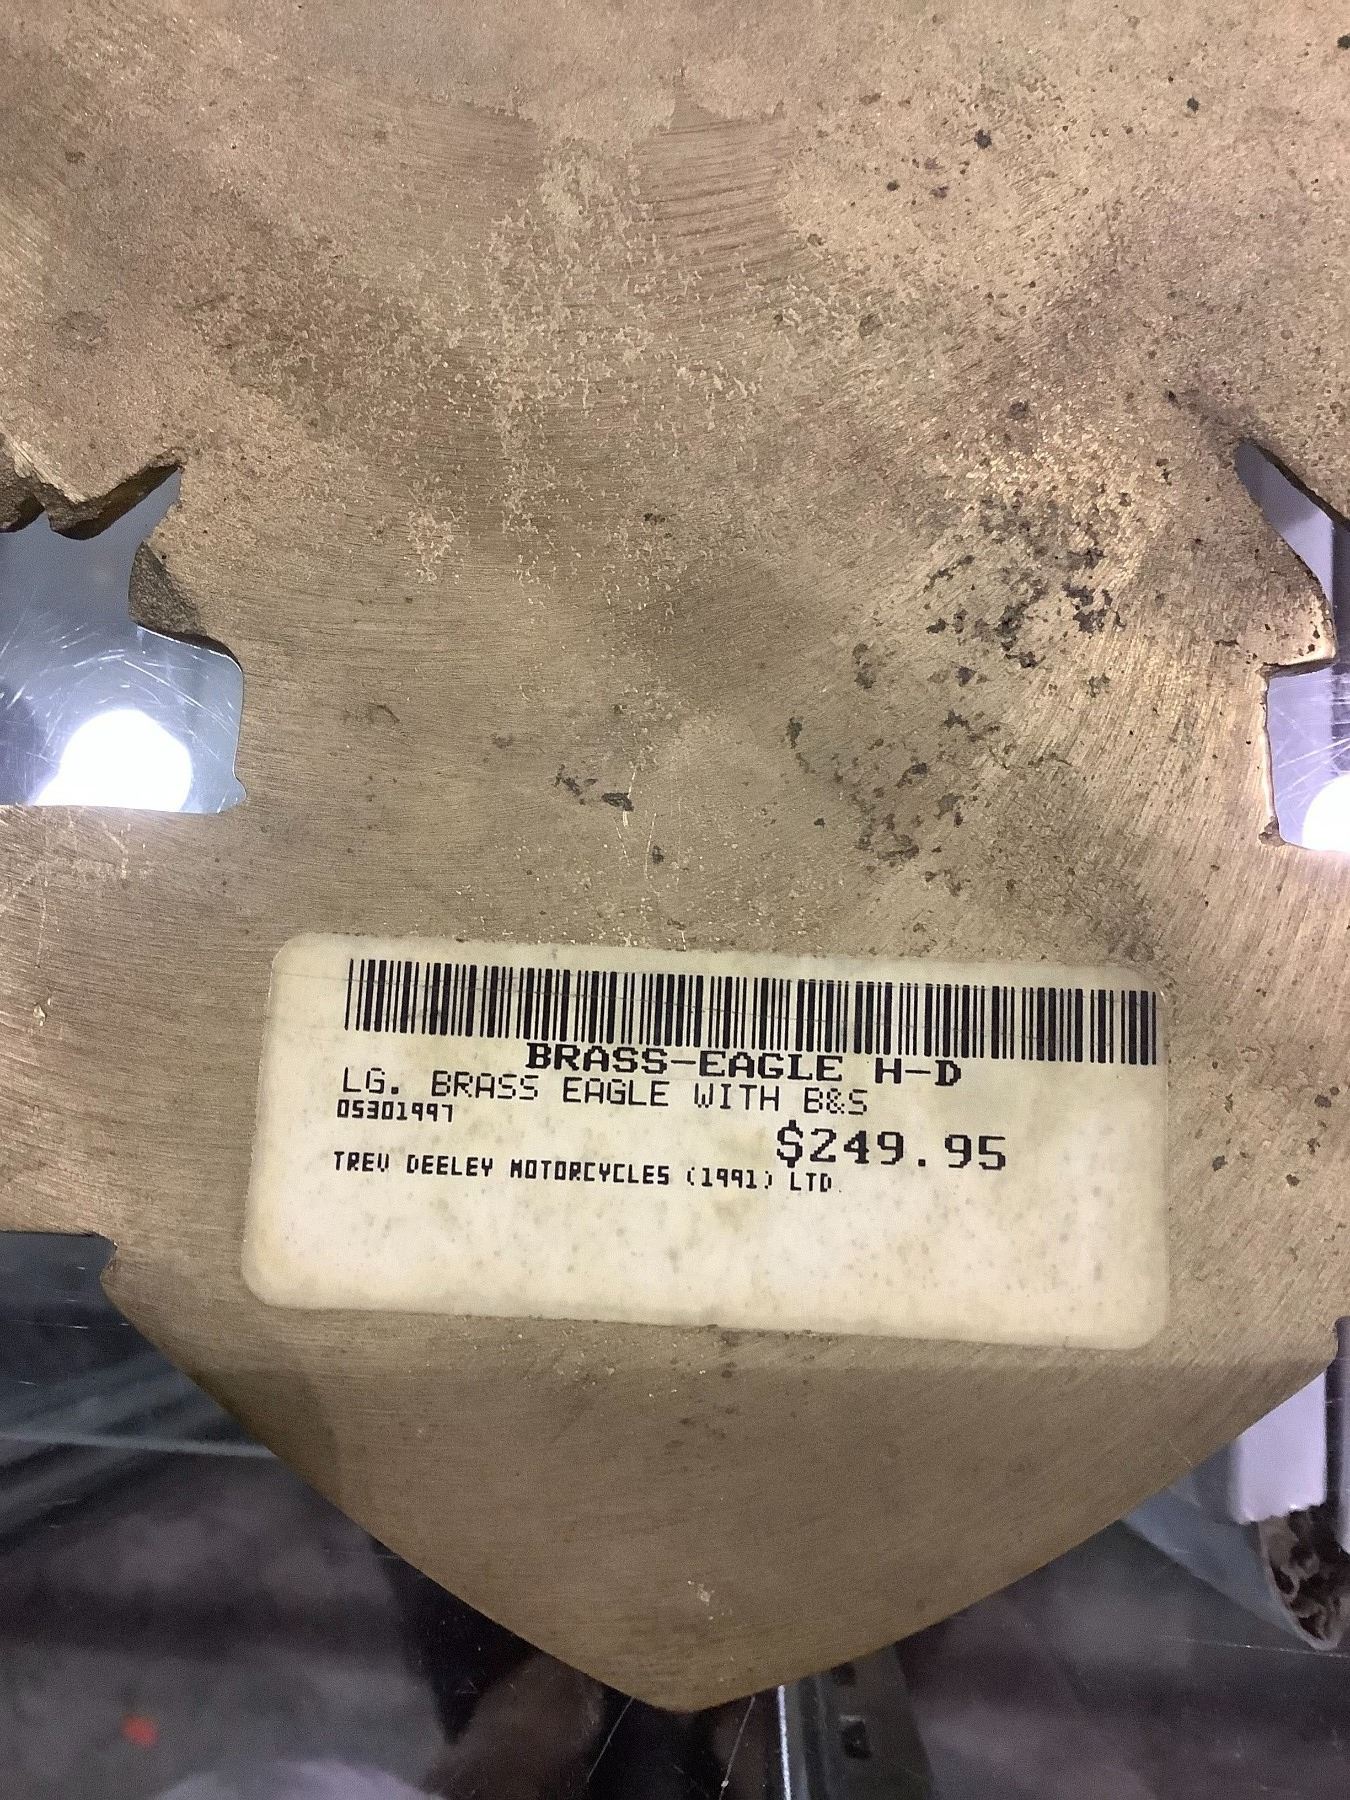 BRASS-EAGLE H-D
LG. BRASS EAGLE WITH B&S
05301997
$249.95
TREV DEELEY MOTORCYCLES (1991) LTD.